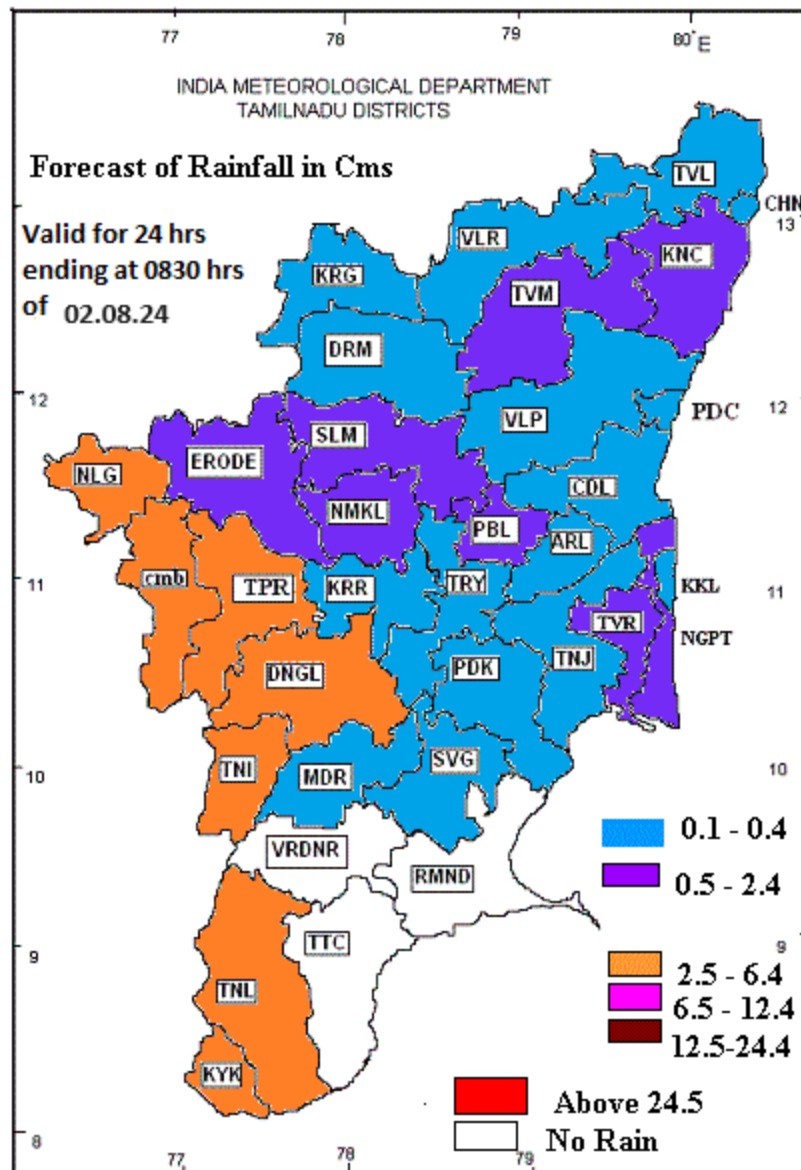 77 78 79 80°E
INDIA METEOROLOGICAL DEPARTMENT
TAMILNADU DISTRICTS
Forecast of Rainfall in Cms
Valid for 24 hrs
ending at 0830 hrs
of 02.08.24
TVL
CHN
13
VLR
KNC
KRG
TVM
DRM
12
12
VLP
PDC
SLM
ERODE
NLG
CDL
NMKL
PBL
ARL
11
cmb
TPR
KRR
TRY
KKL
11
TVR
NGPT
DNGL
PDK
TNJ
10
TNI
MDR
SVG
10
0.1 - 0.4
VRDNR
RMND
0.5 - 2.4
9
TTC
9
2.5 - 6.4
TNL
6.5 - 12.4
12.5-24.4
KYK
Above 24.5
8
No Rain
77 78 79